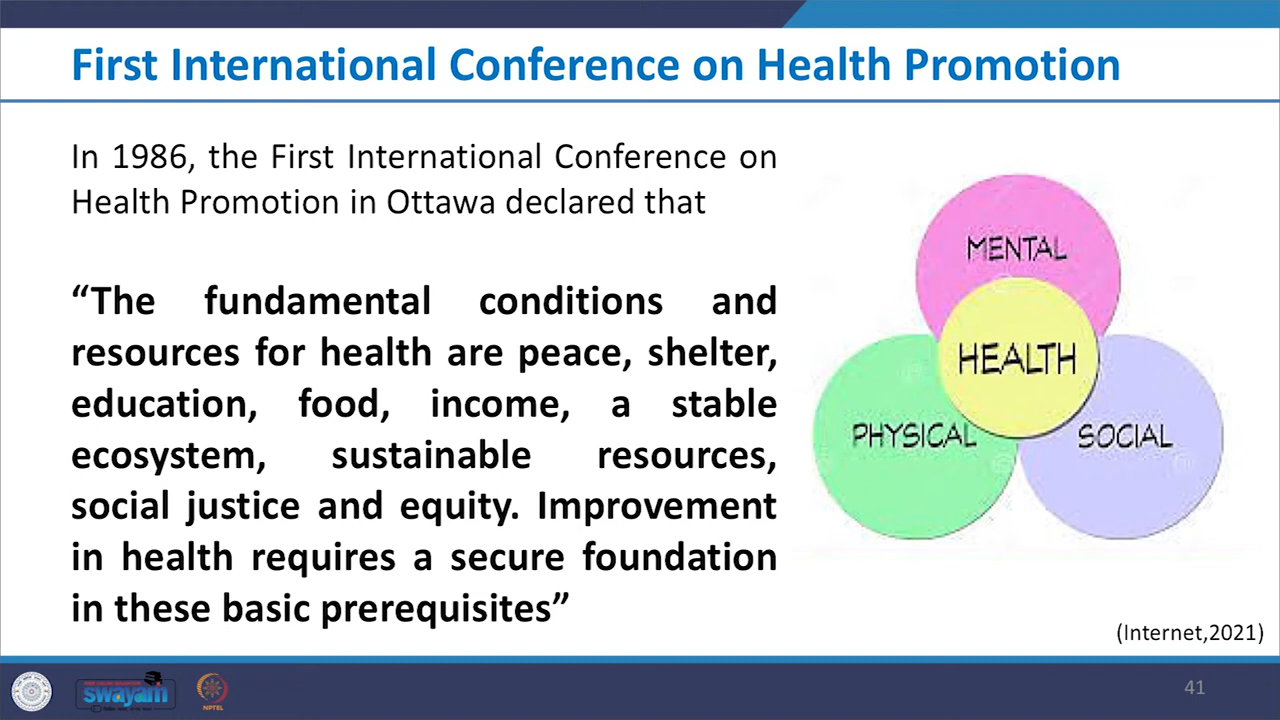 First International Conference on Health Promotion
In 1986, the First International Conference on
Health Promotion in Ottawa declared that
“The fundamental conditions and
resources for health are peace, shelter,
education, food, income, a stable
ecosystem, sustainable resources,
social justice and equity. Improvement
in health requires a secure foundation
in these basic prerequisites”
MENTAL
HEALTH
PHYSICAL
SOCIAL
(Internet,2021)
swayam
NPTEL
41